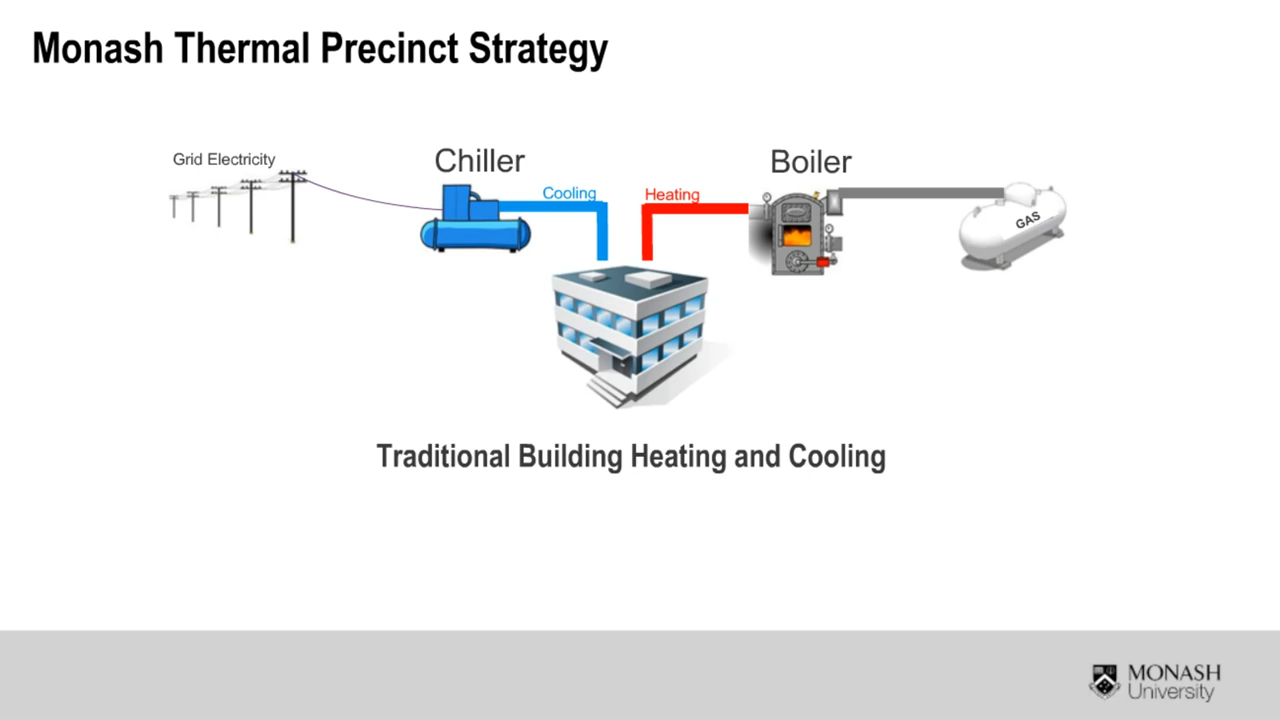 Monash Thermal Precinct Strategy
Grid Electricity
Chiller
Boiler
Cooling
Heating
GAS
Traditional Building Heating and Cooling
MONASH
University